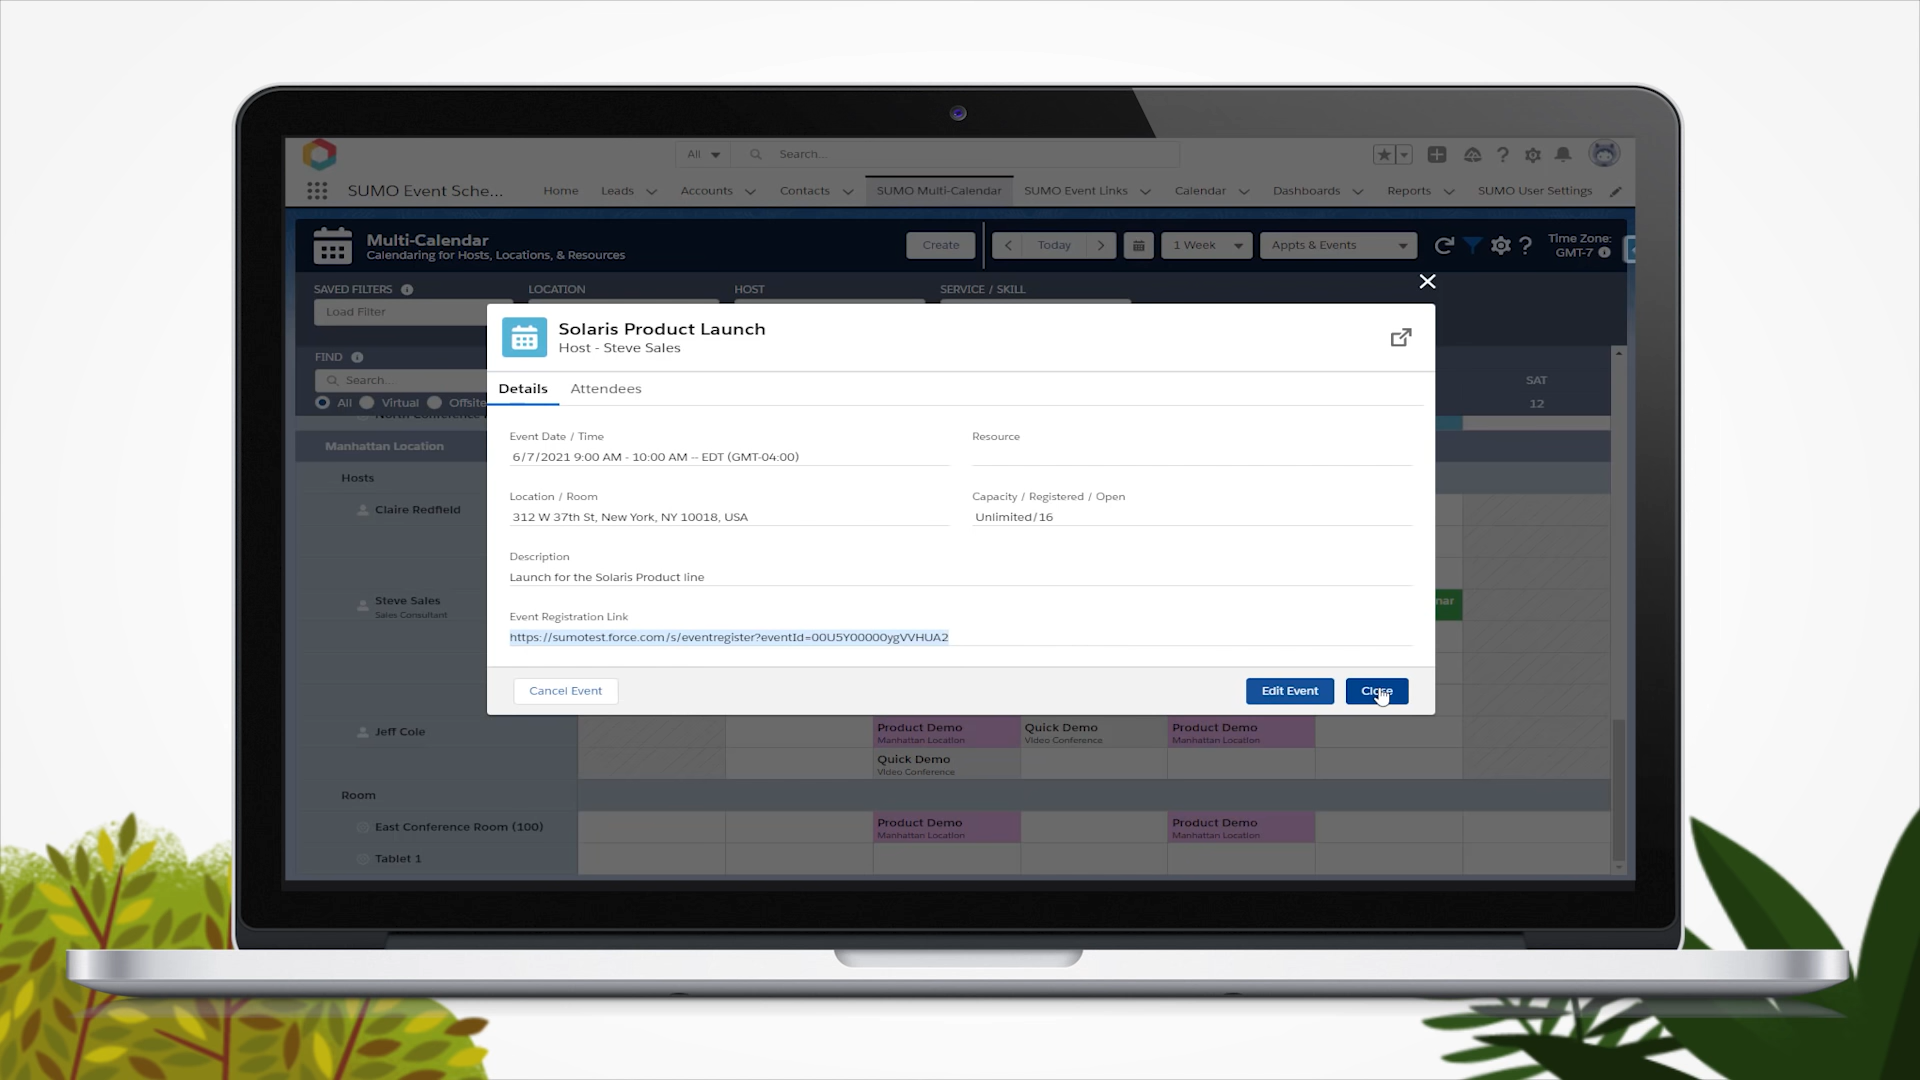 All
Search...
SUMO Event Sche...
Home
Leads
Accounts
Contacts
SUMO Multi-Calendar
SUMO Event Links
Calendar
Dashboards
Reports
SUMO User Settings
Multi-Calendar
Calendaring for Hosts, Locations, & Resources
Create
Today
1 Week
Appts & Events
Time Zone:
GMT-7
SAVED FILTERS
LOCATION
HOST
SERVICE / SKILL
Load Filter
FIND
Search...
All
Virtual
Offsite
SAT
12
Solaris Product Launch
Host - Steve Sales
Details
Attendees
Event Date / Time
6/7/2021 9:00 AM - 10:00 AM -- EDT (GMT-04:00)
Resource
Location / Room
312 W 37th St, New York, NY 10018, USA
Capacity / Registered / Open
Unlimited/16
Description
Launch for the Solaris Product line
Event Registration Link
https://sumotest.force.com/s/eventregister?eventId=00U5Y00000ygVVHUA2
Cancel Event
Edit Event
Close
North Conference
Manhattan Location
Hosts
Claire Redfield
Steve Sales
Sales Consultant
nar
Jeff Cole
Product Demo
Manhattan Location
Quick Demo
Video Conference
Product Demo
Manhattan Location
Quick Demo
Video Conference
Room
East Conference Room (100)
Product Demo
Manhattan Location
Product Demo
Manhattan Location
Tablet 1